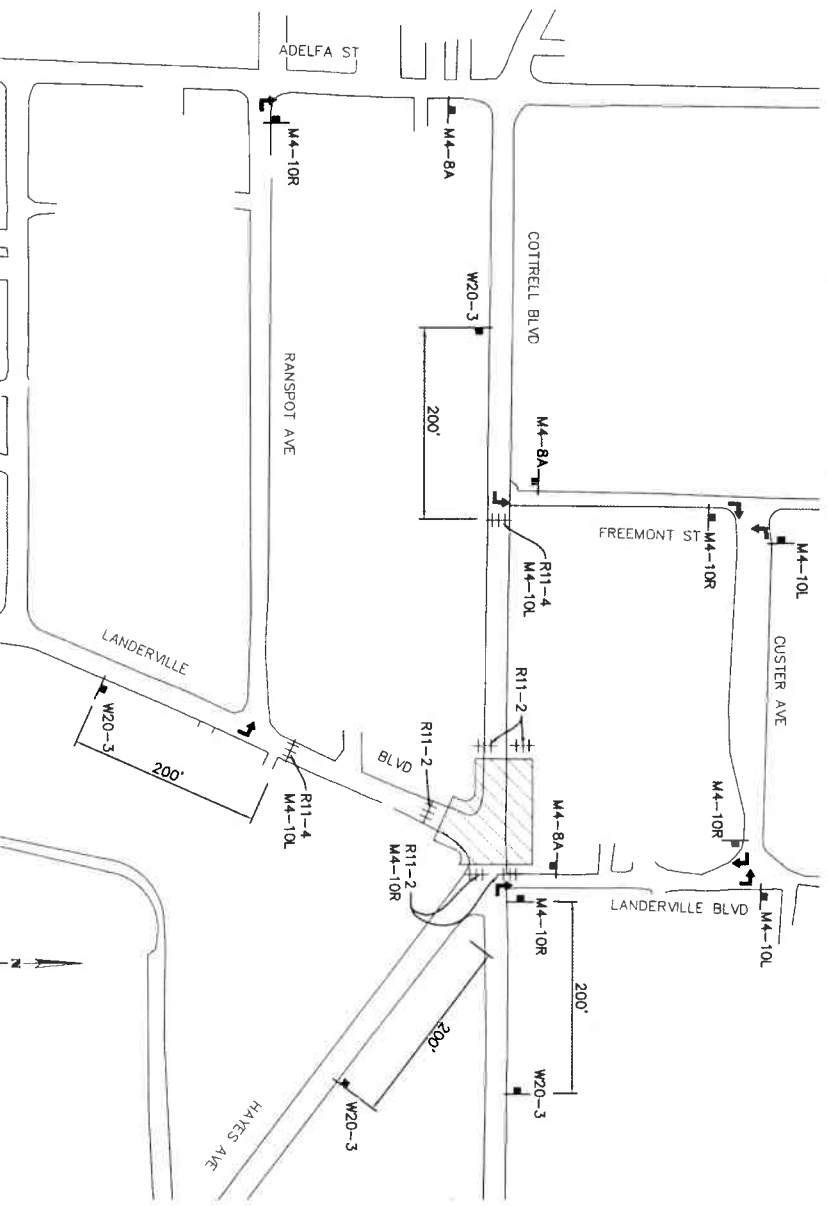 ADELFA ST
M4-10R
M4-8A
COTTRELL BLVD
W20-3
200'
RANSPOT AVE
M4-8A
FREEMONT ST
M4-10R
M4-10L
CUSTER AVE
R11-4
M4-10L
R11-2
LANDERVILLE
BLVD
W20-3
200'
R11-4
M4-10L
R11-2
R11-2
M4-10R
M4-8A
M4-10R
M4-10R
M4-10L
LANDERVILLE BLVD
200'
W20-3
200'
W20-3
HAYES AVE
N